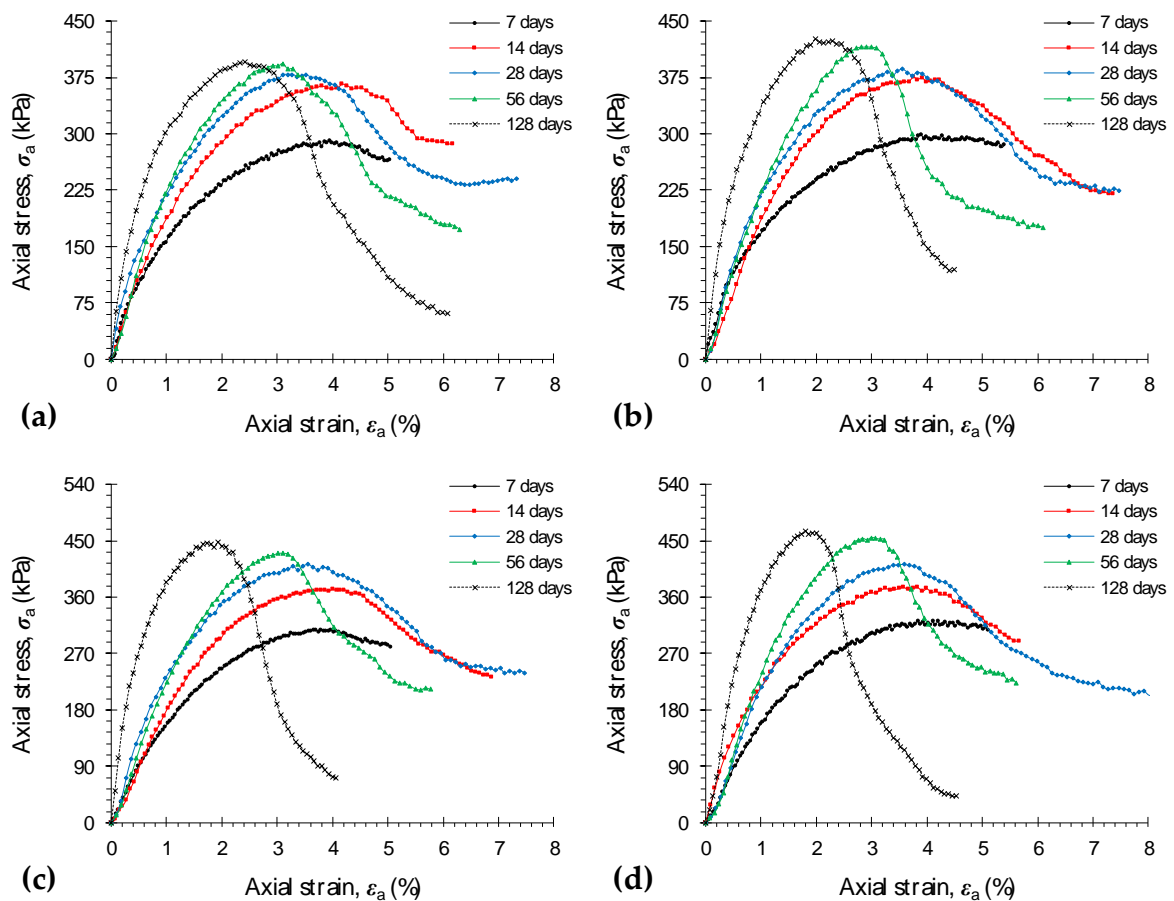 450
375
300
225
150
75
0
0 1 2 3 4 5 6 7 8
Axial stress, σa (kPa)
Axial strain, εa (%)
7 days
14 days
28 days
56 days
128 days
(a)
450
375
300
225
150
75
0
0 1 2 3 4 5 6 7 8
Axial stress, σa (kPa)
Axial strain, εa (%)
7 days
14 days
28 days
56 days
128 days
(b)
540
450
360
270
180
90
0
0 1 2 3 4 5 6 7 8
Axial stress, σa (kPa)
Axial strain, εa (%)
7 days
14 days
28 days
56 days
128 days
(c)
540
450
360
270
180
90
0
0 1 2 3 4 5 6 7 8
Axial stress, σa (kPa)
Axial strain, εa (%)
7 days
14 days
28 days
56 days
128 days
(d)